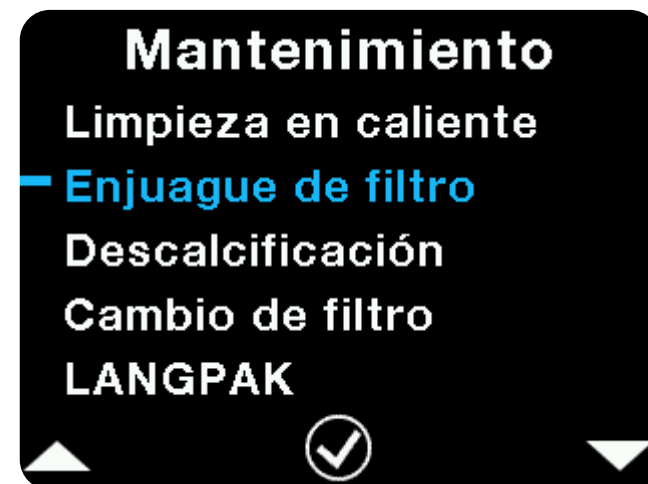 Mantenimiento
Limpieza en caliente
Enjuague de filtro
Descalcificación
Cambio de filtro
LANGPAK